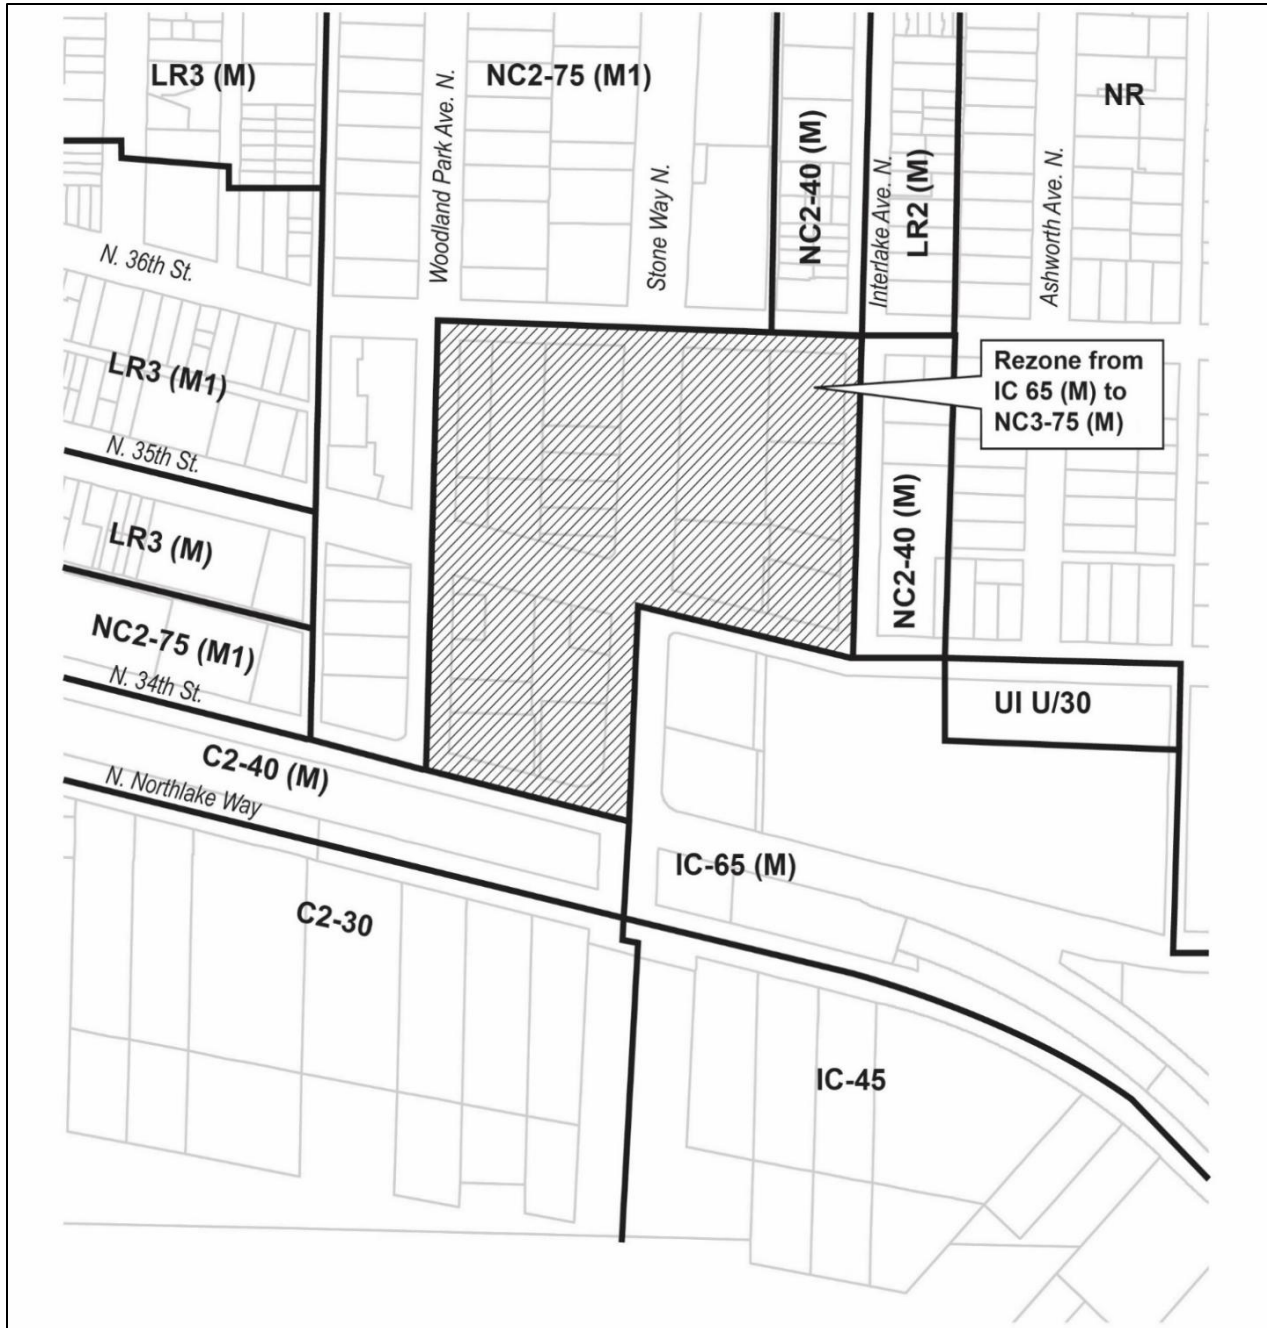 LR3 (M)
NC2-75 (M1)
NR
Woodland Park Ave. N.
Stone Way N.
NC2-40 (M)
Interlake Ave. N.
LR2 (M)
Ashworth Ave. N.
N. 36th St.
LR3 (M1)
Rezone from
IC 65 (M) to
NC3-75 (M)
N. 35th St.
LR3 (M)
NC2-40 (M)
NC2-75 (M1)
N. 34th St.
UI U/30
C2-40 (M)
N. Northlake Way
IC-65 (M)
C2-30
IC-45